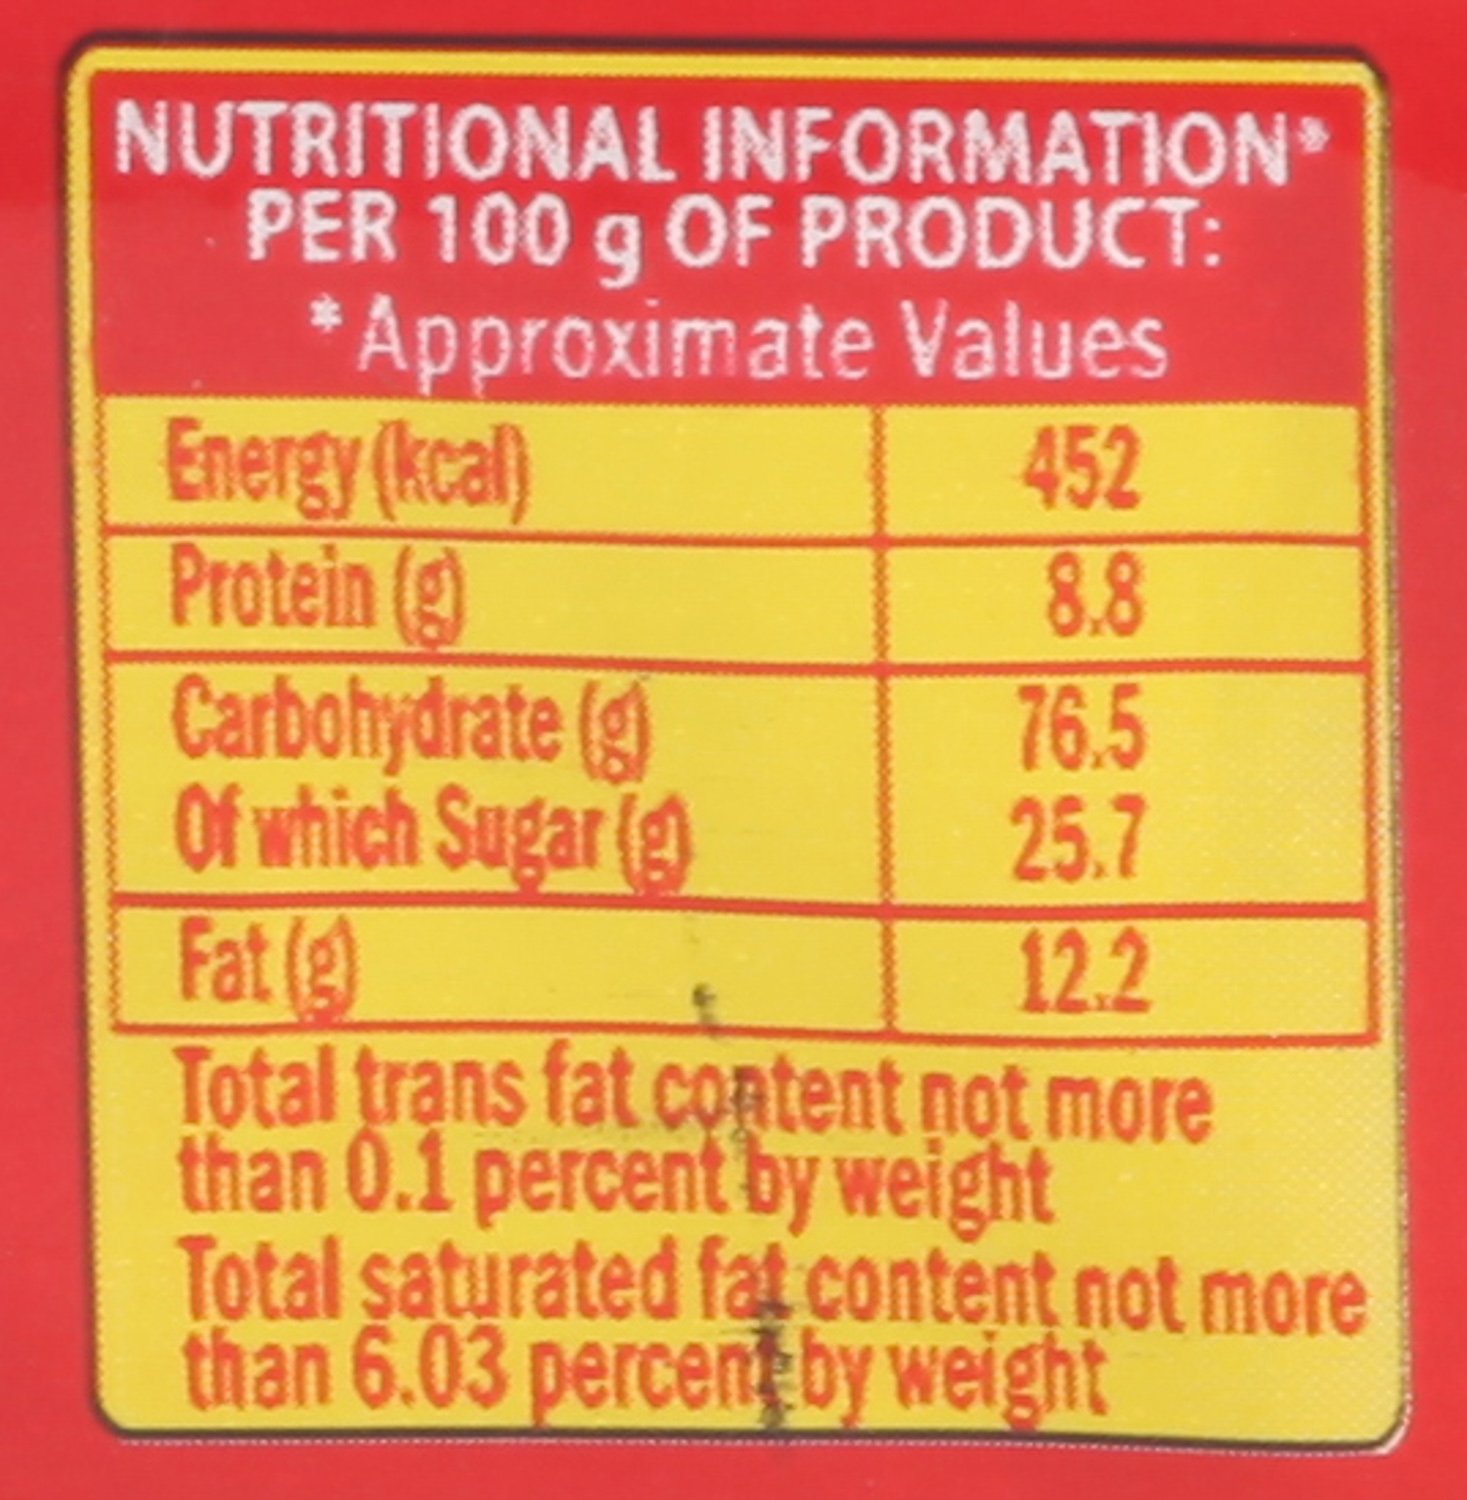 NUTRITIONAL INFORMATION*
PER 100 g OF PRODUCT:
*Approximate Values
Energy (kcal) 452
Protein (g) 8.8
Carbohydrate (g) 76.5
Of which Sugar (g) 25.7
Fat (g) 12.2
Total trans fat content not more
than 0.1 percent by weight
Total saturated fat content not more
than 6.03 percent by weight